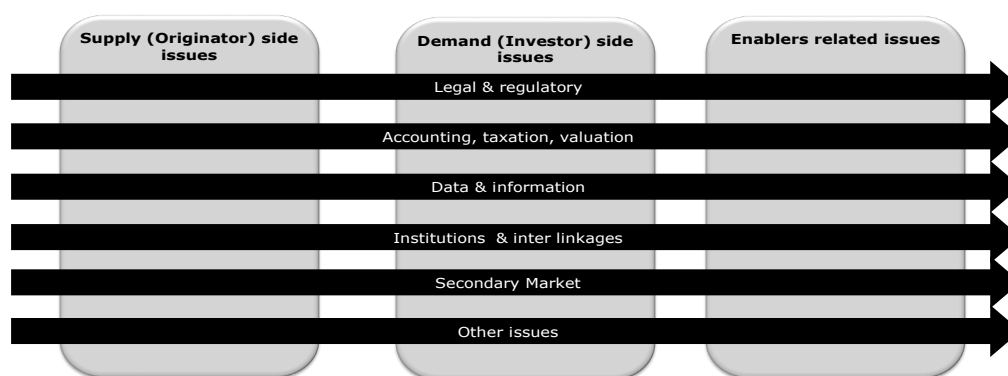 Supply (Originator) side
issues
Demand (Investor) side
issues
Enablers related issues
Legal & regulatory
Accounting, taxation, valuation
Data & information
Institutions & inter linkages
Secondary Market
Other issues